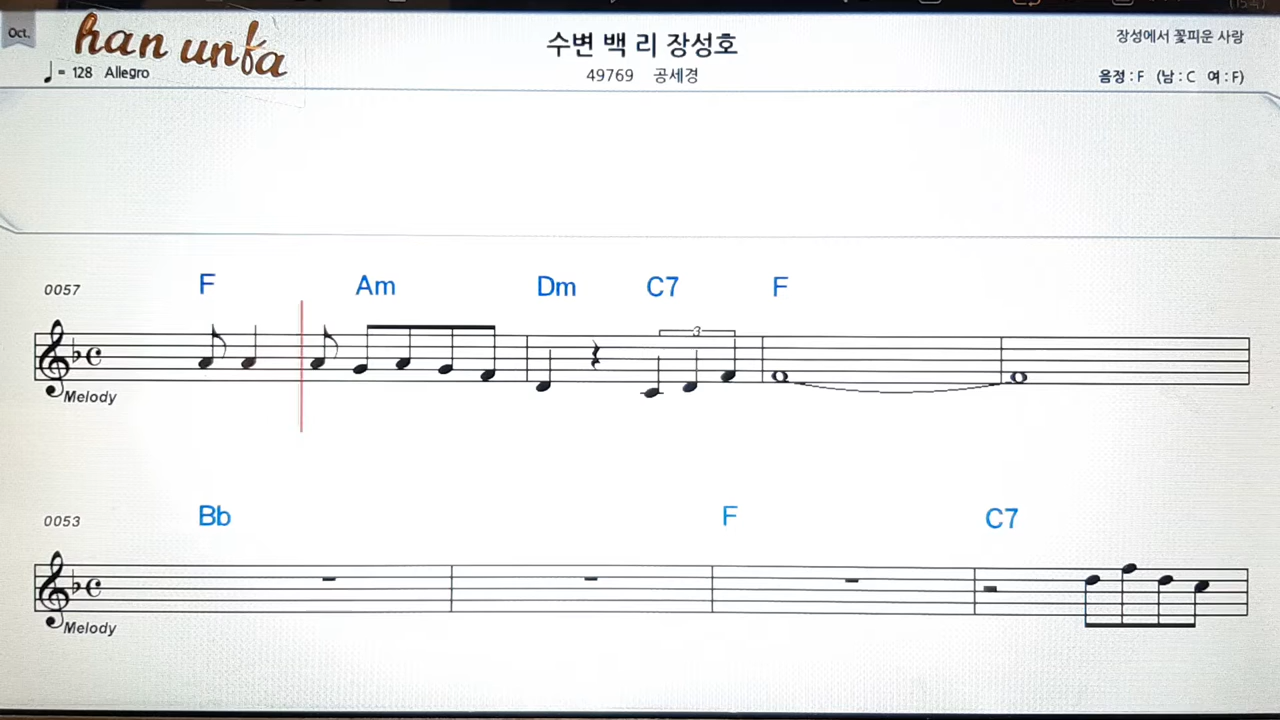 Oct.
han unfa
♩= 128 Allegro
수변 백 리 장성호
49769 공세경
장성에서 꽃피운 사랑
음정 : F (남 : C 여 : F)
0057
F Am Dm C7 F
3
Melody
0053
Bb F C7
Melody